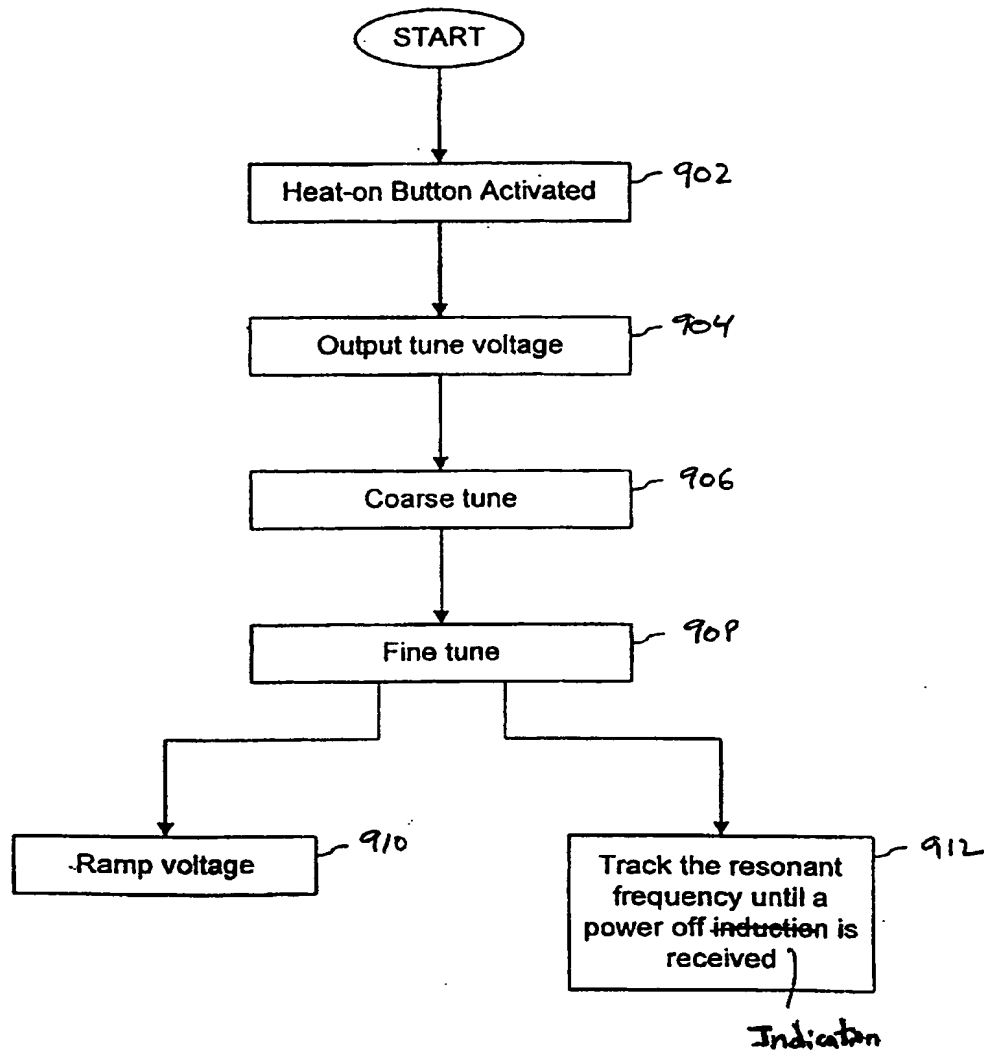 START
Heat-on Button Activated
902
Output tune voltage
904
Coarse tune
906
Fine tune
908
Ramp voltage
910
Track the resonant
frequency until a
power off induction is
received
912
Indication